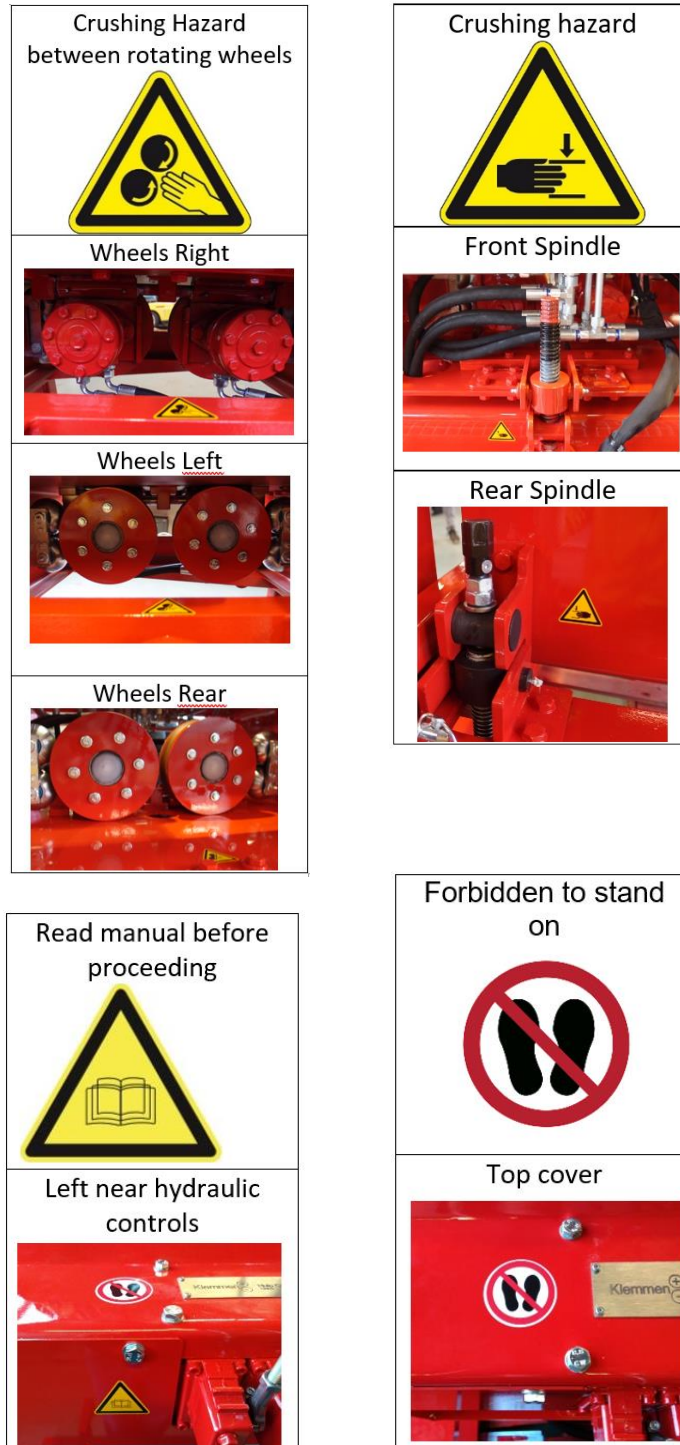 Crushing Hazard
between rotating wheels
Wheels Right
Wheels Left
Wheels Rear
Crushing hazard
Front Spindle
Rear Spindle
Read manual before
proceeding
Left near hydraulic
controls
Klemmen
Forbidden to stand
on
Top cover
Klemmen